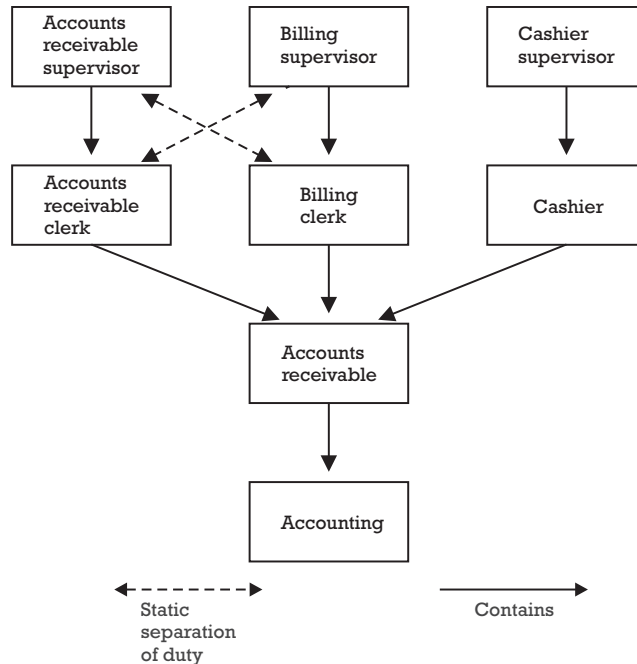 Accounts
receivable
supervisor
Billing
supervisor
Cashier
supervisor
Accounts
receivable
clerk
Billing
clerk
Cashier
Accounts
receivable
Accounting
Static
separation
of duty
Contains